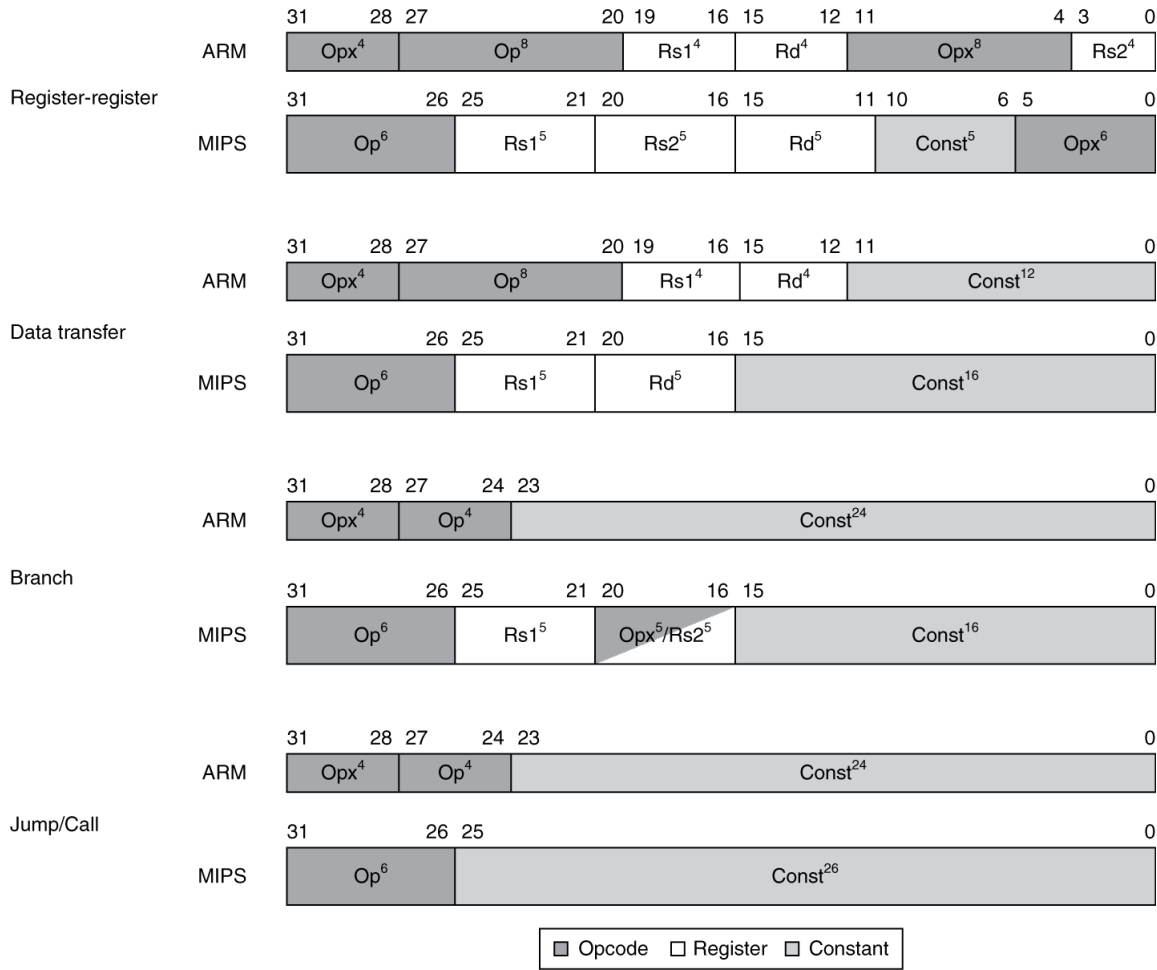 31 28 27 20 19 16 15 12 11 4 3 0
ARM Opx⁴ Op⁸ Rs1⁴ Rd⁴ Opx⁸ Rs2⁴
Register-register
31 26 25 21 20 16 15 11 10 6 5 0
MIPS Op⁶ Rs1⁵ Rs2⁵ Rd⁵ Const⁵ Opx⁶
31 28 27 20 19 16 15 12 11 0
ARM Opx⁴ Op⁸ Rs1⁴ Rd⁴ Const¹²
Data transfer
31 26 25 21 20 16 15 0
MIPS Op⁶ Rs1⁵ Rd⁵ Const¹⁶
31 28 27 24 23 0
ARM Opx⁴ Op⁴ Const²⁴
Branch
31 26 25 21 20 16 15 0
MIPS Op⁶ Rs1⁵ Opx⁵/Rs2⁵ Const¹⁶
31 28 27 24 23 0
ARM Opx⁴ Op⁴ Const²⁴
Jump/Call
31 26 25 0
MIPS Op⁶ Const²⁶
Opcode Register Constant